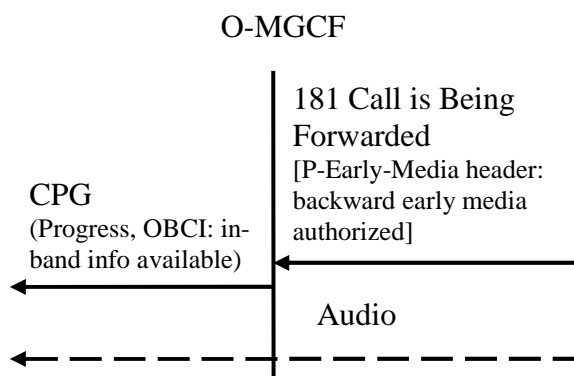 O-MGCF
181 Call is Being
Forwarded
[P-Early-Media header:
backward early media
authorized]
CPG
(Progress, OBCI: in-
band info available)
Audio